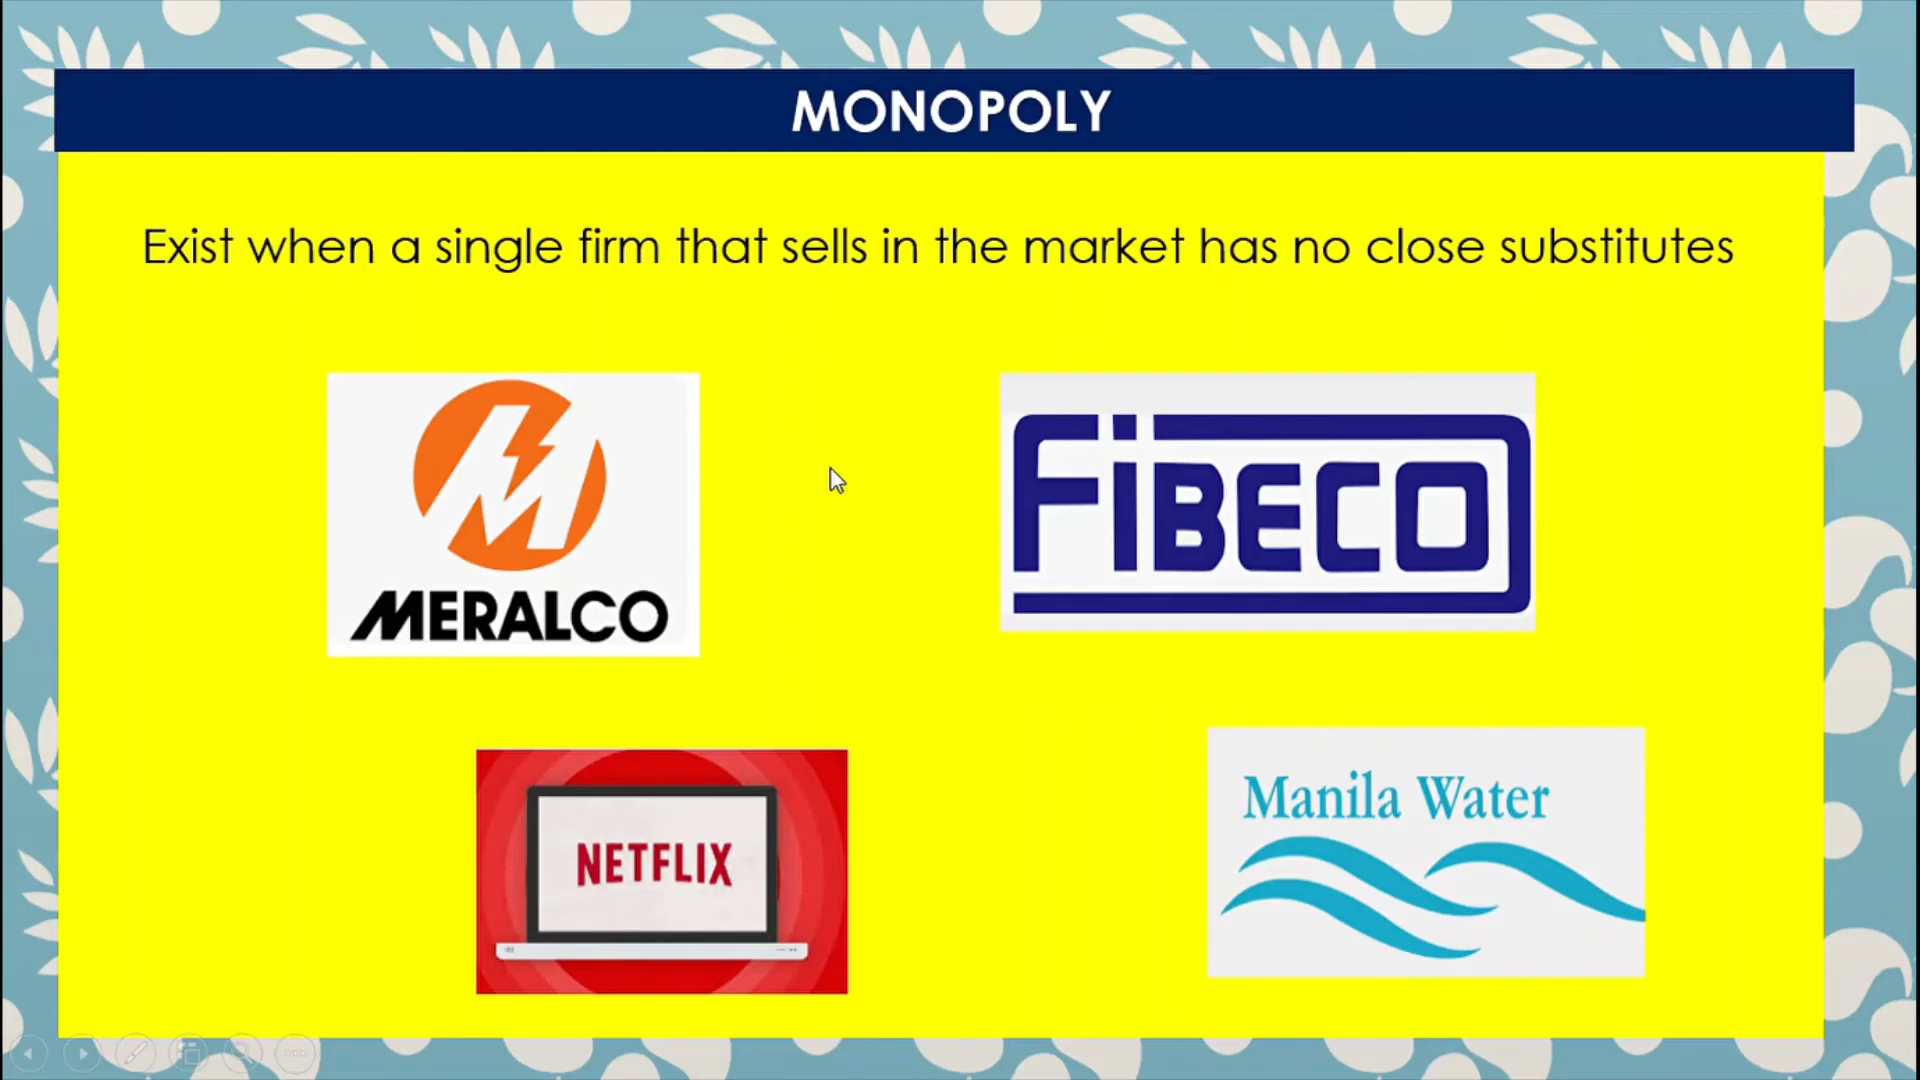 MONOPOLY
Exist when a single firm that sells in the market has no close substitutes
MERALCO
FiBECO
NETFLIX
Manila Water